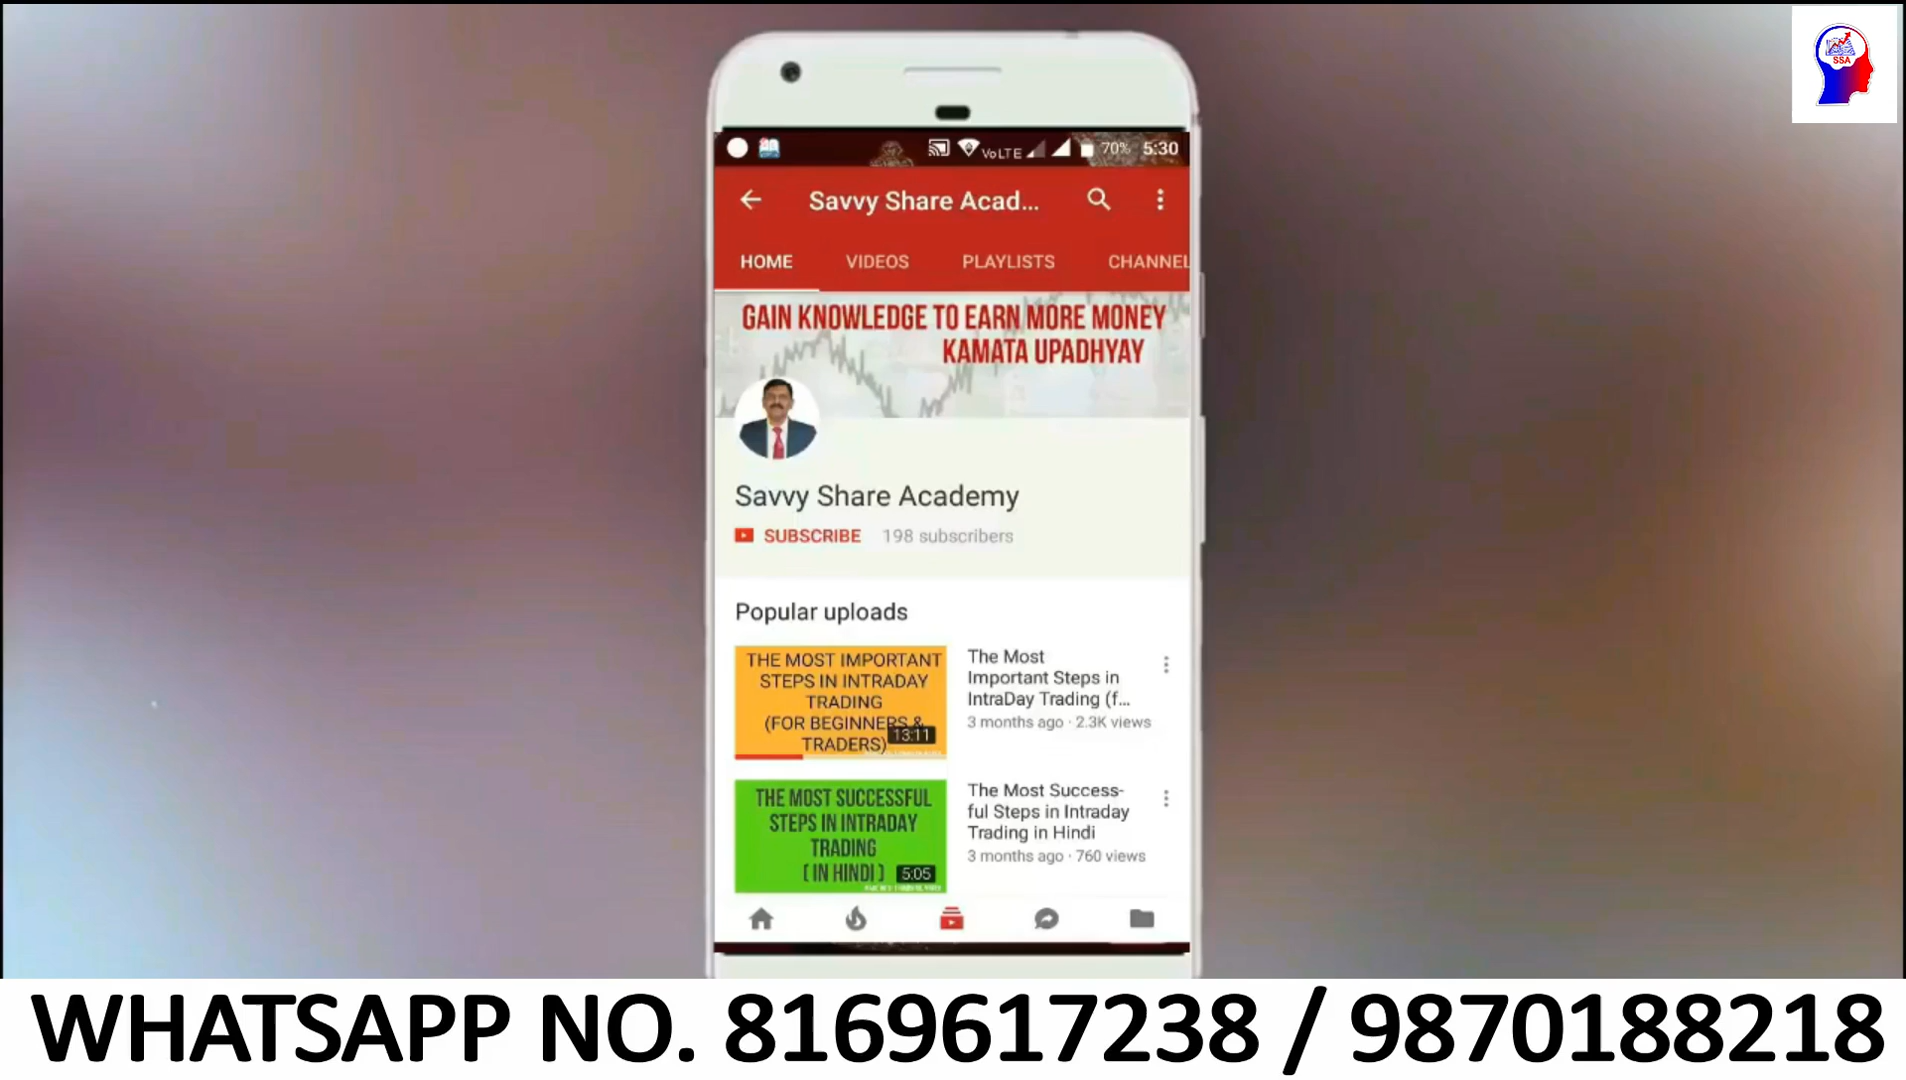 SSA
VoLTE 70% 5:30
Savvy Share Acad...
HOME VIDEOS PLAYLISTS CHANNEL
GAIN KNOWLEDGE TO EARN MORE MONEY
KAMATA UPADHYAY
Savvy Share Academy
SUBSCRIBE 198 subscribers
Popular uploads
THE MOST IMPORTANT
STEPS IN INTRADAY
TRADING
(FOR BEGINNERS &
TRADERS)
13:11
The Most
Important Steps in
IntraDay Trading (f...
3 months ago · 2.3K views
THE MOST SUCCESSFUL
STEPS IN INTRADAY
TRADING
( IN HINDI )
5:05
The Most Success-
ful Steps in Intraday
Trading in Hindi
3 months ago · 760 views
WHATSAPP NO. 8169617238 / 9870188218